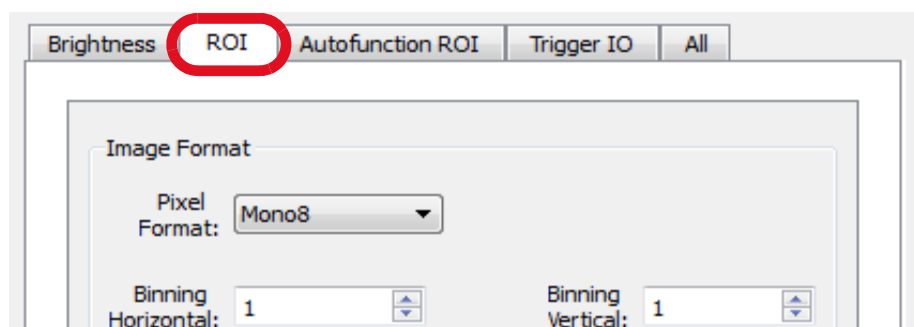 Brightness ROI Autofunction ROI Trigger IO All
Image Format
Pixel
Format: Mono8
Binning
Horizontal: 1
Binning
Vertical: 1